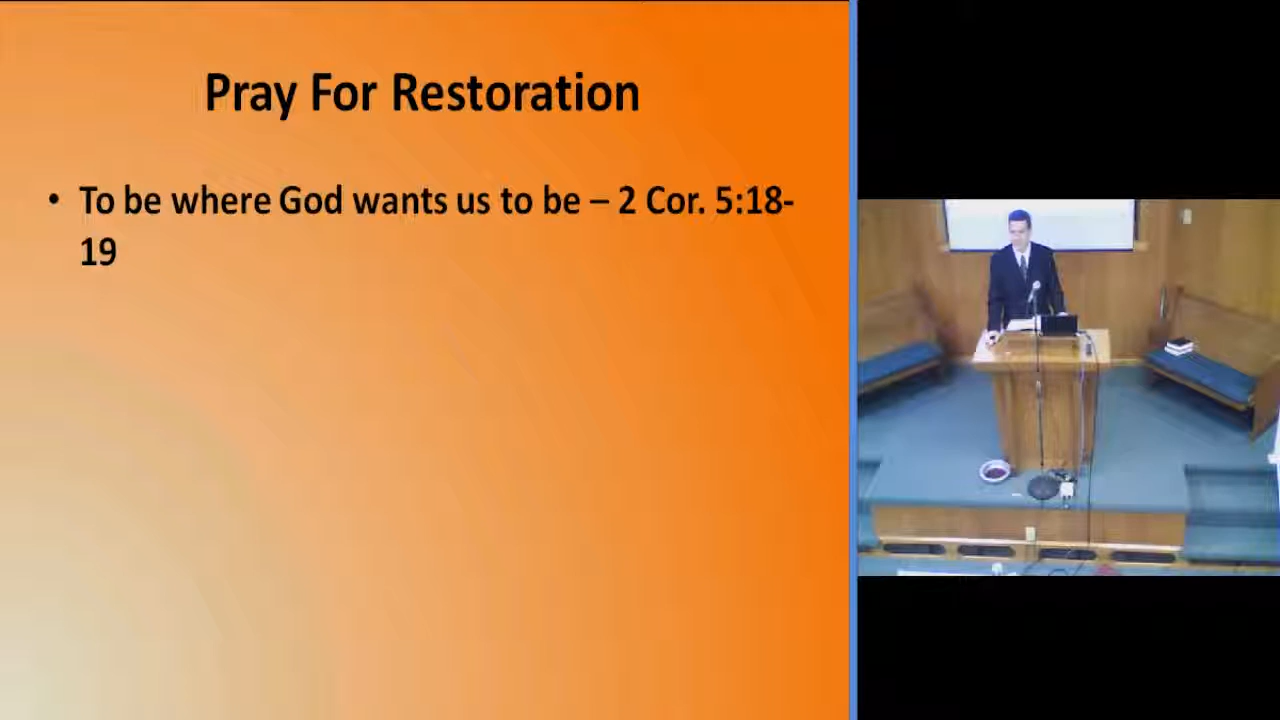 Pray For Restoration
• To be where God wants us to be – 2 Cor. 5:18-
19